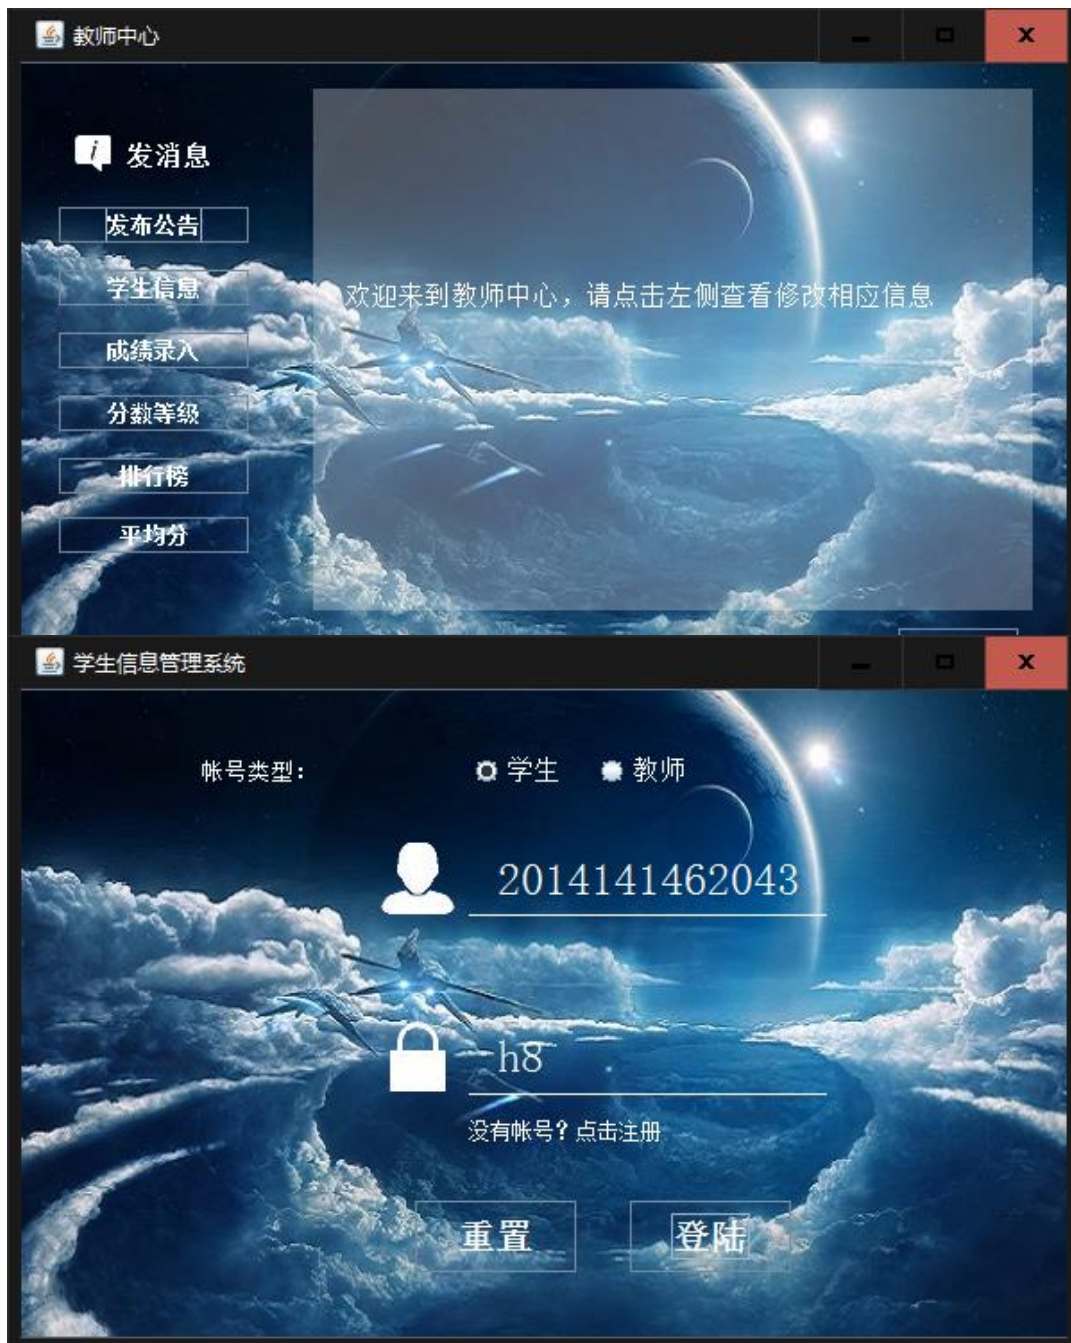 教师中心
发消息
发布公告
学生信息
欢迎来到教师中心，请点击左侧查看修改相应信息
成绩录入
分数等级
排行榜
平均分
学生信息管理系统
帐号类型： 学生 教师
2014141462043
h8
没有帐号？点击注册
重置 登陆